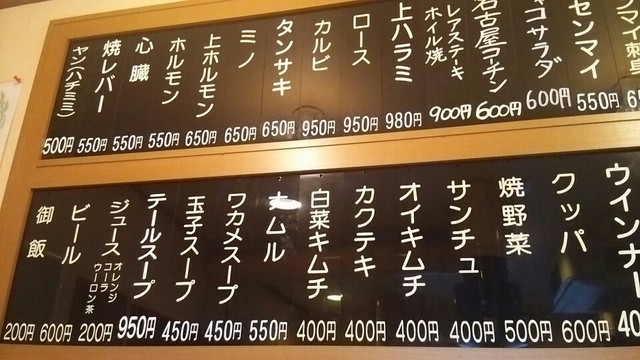 センマイ
550円
コサラダ
600円
名古屋コーチン
600円
レアステーキ
ホイル焼
900円
上ハラミ
980円
ロース
950円
カルビ
950円
タンサキ
650円
ミノ
650円
上ホルモン
650円
ホルモン
550円
心臓
550円
焼レバー
550円
ヤン(ハチミミ)
500円
ウインナー
40
クッパ
600円
焼野菜
500円
サンチュ
400円
オイキムチ
400円
カクテキ
400円
白菜キムチ
400円
ナムル
550円
ワカメスープ
450円
玉子スープ
450円
テールスープ
950円
ジュース
オレンジ
コーラ
ウーロン茶
200円
ビール
600円
御飯
200円